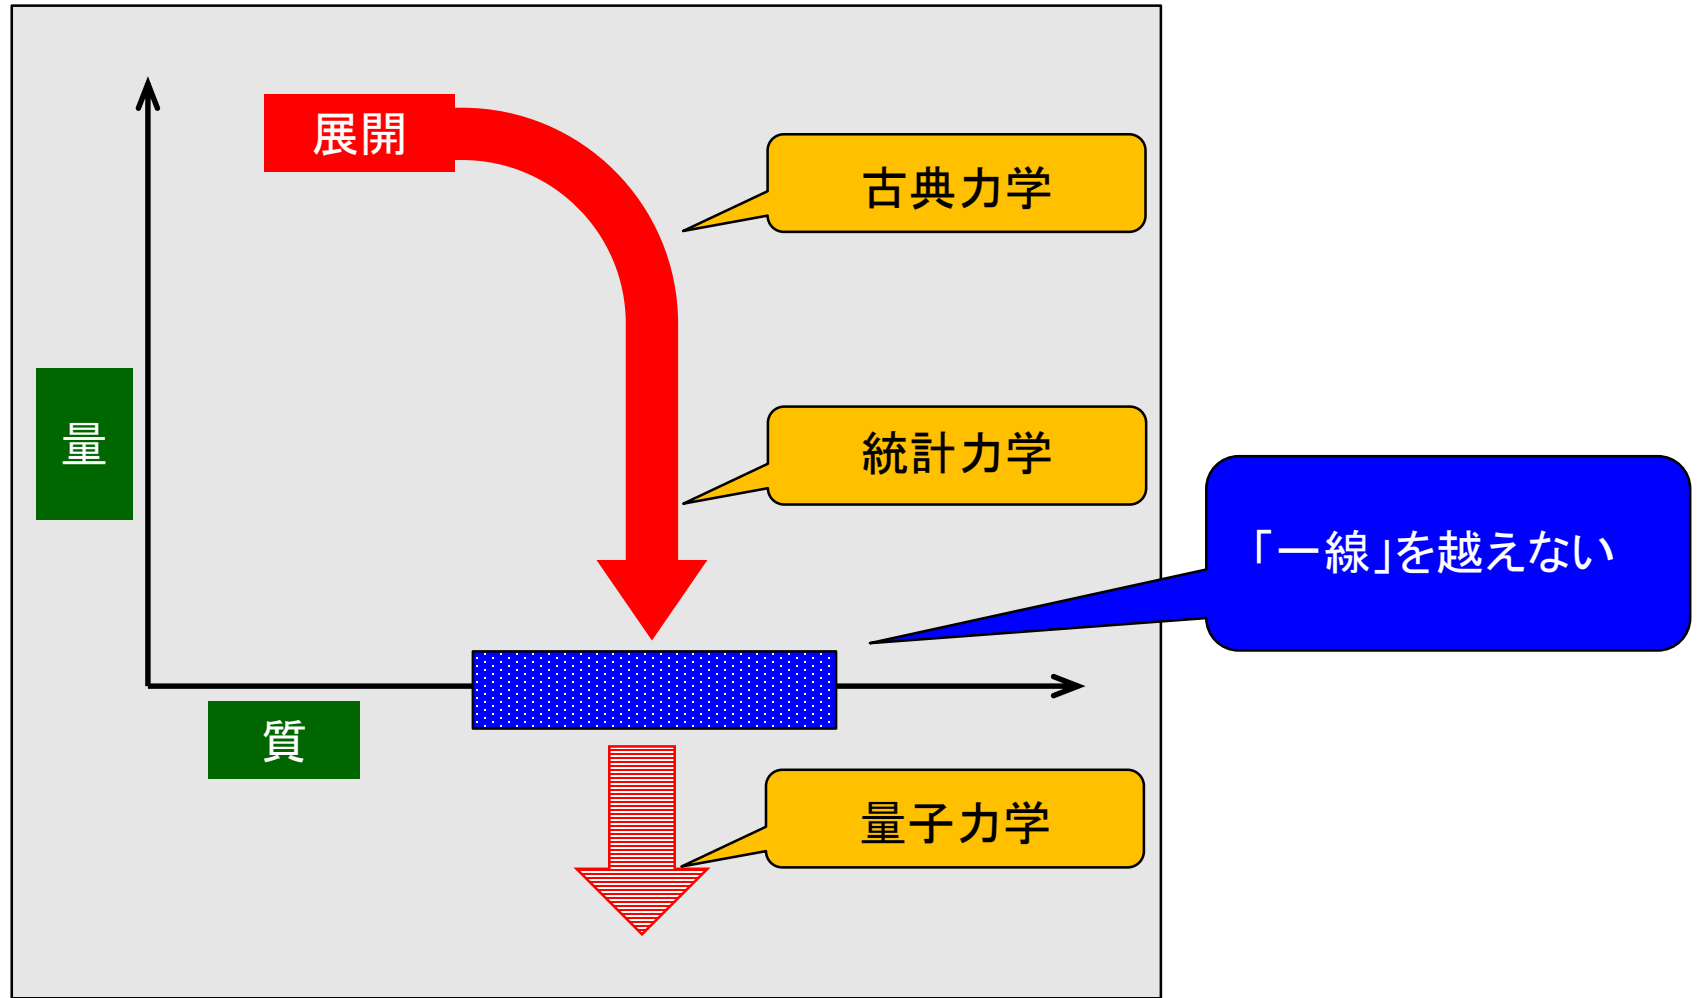 展開
古典力学
量
統計力学
「一線」を越えない
質
量子力学